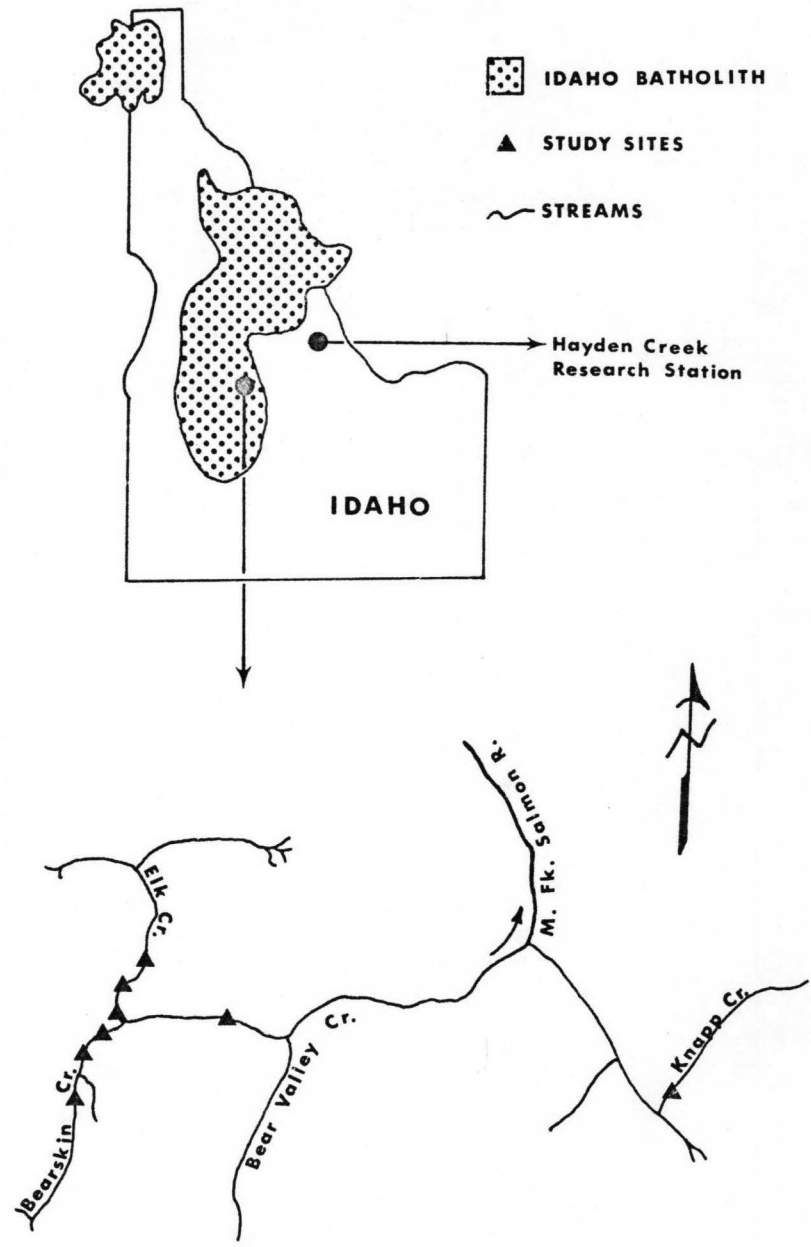 IDAHO BATHOLITH
STUDY SITES
STREAMS
Hayden Creek
Research Station
IDAHO
M. Fk. Salmon R.
Elk Cr.
Knapp Cr.
Bear Valley Cr.
Bearskin Cr.